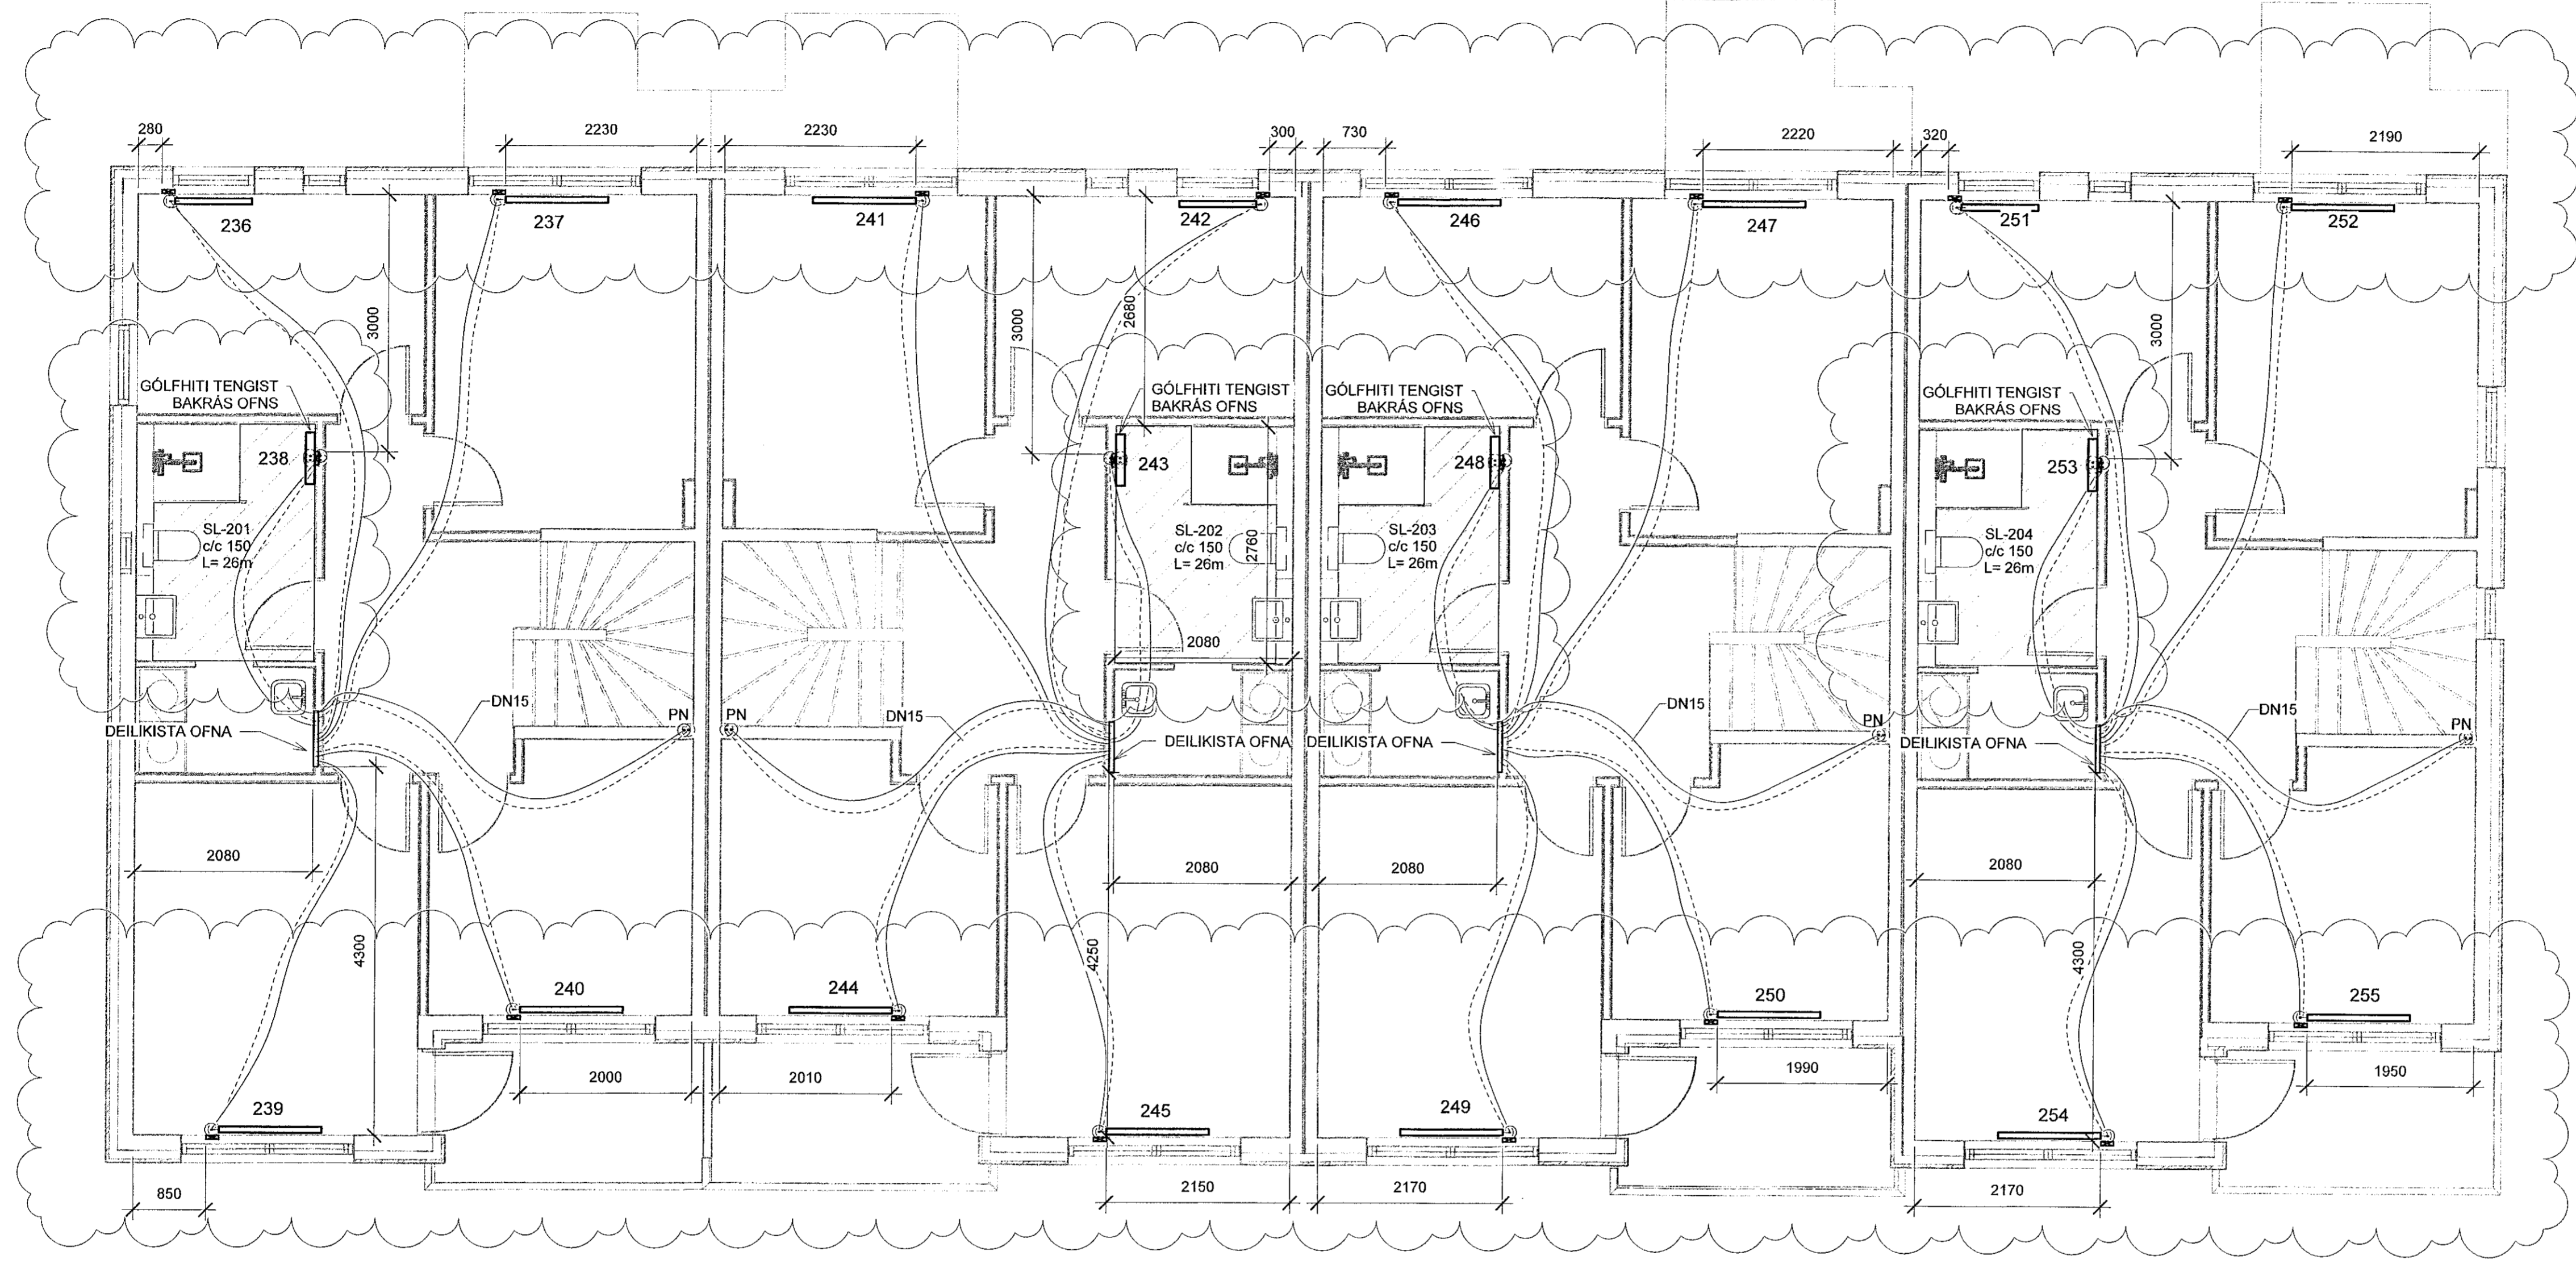 280
2230
2230
300
730
2220
320
2190
236
237
241
242
246
247
251
252
3000
3000
2680
3000
GÓLFHITI TENGIST
BAKRÁS OFNS
GÓLFHITI TENGIST
BAKRÁS OFNS
GÓLFHITI TENGIST
BAKRÁS OFNS
GÓLFHITI TENGIST
BAKRÁS OFNS
238
243
248
253
SL-201
c/c 150
L= 26m
SL-202
c/c 150
L= 26m
2760
SL-203
c/c 150
L= 26m
SL-204
c/c 150
L= 26m
2080
DN15
DN15
DN15
DN15
PN
PN
PN
PN
DEILIKISTA OFNA
DEILIKISTA OFNA
DEILIKISTA OFNA
DEILIKISTA OFNA
2080
2080
2080
2080
4300
4250
4300
240
244
250
255
2000
2010
1990
1950
239
245
249
254
850
2150
2170
2170